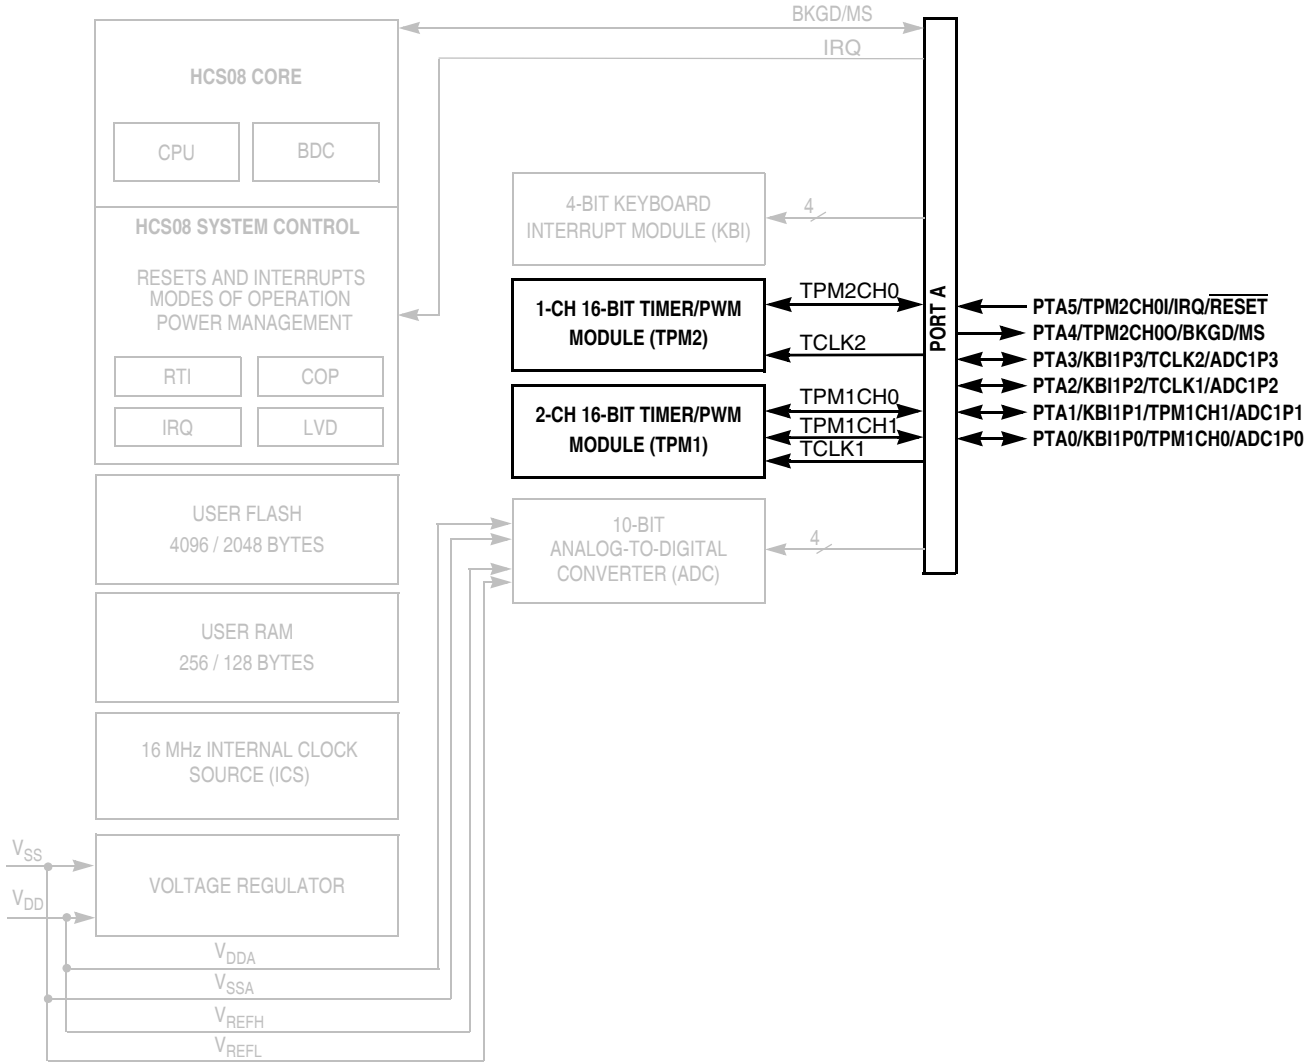 BKGD/MS
IRQ
HCS08 CORE
CPU
BDC
HCS08 SYSTEM CONTROL
RESETS AND INTERRUPTS
MODES OF OPERATION
POWER MANAGEMENT
RTI
COP
IRQ
LVD
USER FLASH
4096 / 2048 BYTES
USER RAM
256 / 128 BYTES
16 MHz INTERNAL CLOCK
SOURCE (ICS)
VOLTAGE REGULATOR
VSS
VDD
VDDA
VSSA
VREFH
VREFL
4-BIT KEYBOARD
INTERRUPT MODULE (KBI)
4
1-CH 16-BIT TIMER/PWM
MODULE (TPM2)
TPM2CH0
TCLK2
2-CH 16-BIT TIMER/PWM
MODULE (TPM1)
TPM1CH0
TPM1CH1
TCLK1
10-BIT
ANALOG-TO-DIGITAL
CONVERTER (ADC)
4
PORT A
PTA5/TPM2CH0I/IRQ/RESET
PTA4/TPM2CH0O/BKGD/MS
PTA3/KBI1P3/TCLK2/ADC1P3
PTA2/KBI1P2/TCLK1/ADC1P2
PTA1/KBI1P1/TPM1CH1/ADC1P1
PTA0/KBI1P0/TPM1CH0/ADC1P0